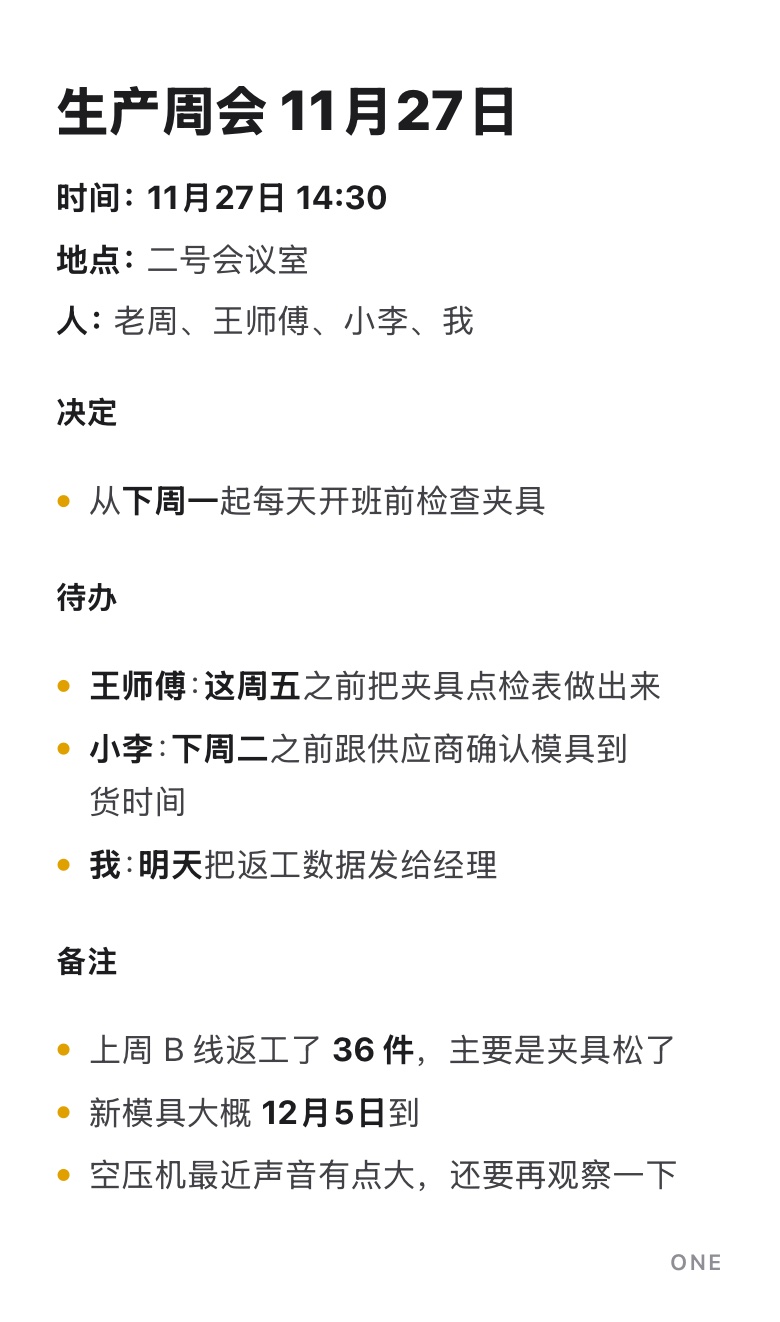 生产周会 11月27日
时间：11月27日 14:30
地点：二号会议室
人：老周、王师傅、小李、我
决定
• 从下周一起每天开班前检查夹具
待办
• 王师傅：这周五之前把夹具点检表做出来
• 小李：下周二之前跟供应商确认模具到
货时间
• 我：明天把返工数据发给经理
备注
• 上周 B 线返工了 36 件，主要是夹具松了
• 新模具大概 12月5日到
• 空压机最近声音有点大，还要再观察一下
ONE